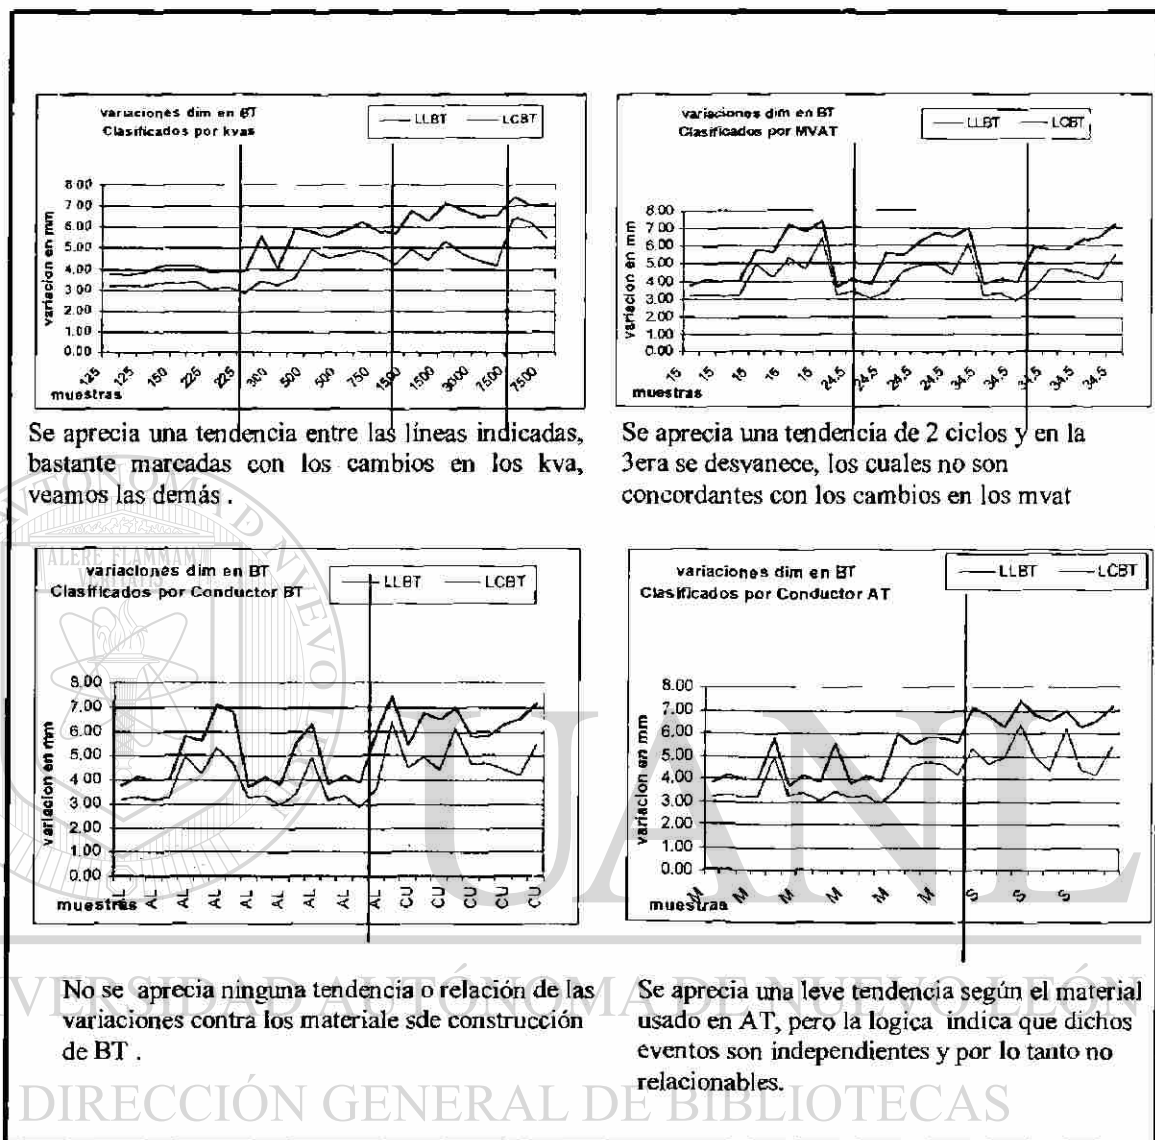 variaciones dim en BT
Clasificados por kvas
LLBT LCBT
8.00
7.00
6.00
5.00
4.00
3.00
2.00
1.00
0.00
variacion en mm
125 125 150 225 225 300 500 500 750 1500 1500 3000 7500 7500
muestras
Se aprecia una tendencia entre las líneas indicadas,
bastante marcadas con los cambios en los kva,
veamos las demás .
variaciones dim en BT
Clasificados por MVAT
LLBT LCBT
8.00
7.00
6.00
5.00
4.00
3.00
2.00
1.00
0.00
variacion en mm
15 15 15 15 15 24.5 24.5 24.5 24.5 34.5 34.5 34.5 34.5 34.5
muestras
Se aprecia una tendencia de 2 ciclos y en la
3era se desvanece, los cuales no son
concordantes con los cambios en los mvat
variaciones dim en BT
Clasificados por Conductor BT
LLBT LCBT
8.00
7.00
6.00
5.00
4.00
3.00
2.00
1.00
0.00
variacion en mm
AL AL AL AL AL AL AL AL CU CU CU CU CU
muestras
No se aprecia ninguna tendencia o relación de las
variaciones contra los materiale sde construcción
de BT .
variaciones dim en BT
Clasificados por Conductor AT
LLBT LCBT
8.00
7.00
6.00
5.00
4.00
3.00
2.00
1.00
0.00
variacion en mm
M M M M M M S S S
muestras
Se aprecia una leve tendencia según el material
usado en AT, pero la logica indica que dichos
eventos son independientes y por lo tanto no
relacionables.
ALERE FLAMMAM
VERITATIS
UANL
VERSIDAD AUTÓNOMA DE NUEVO LEÓN
DIRECCIÓN GENERAL DE BIBLIOTECAS